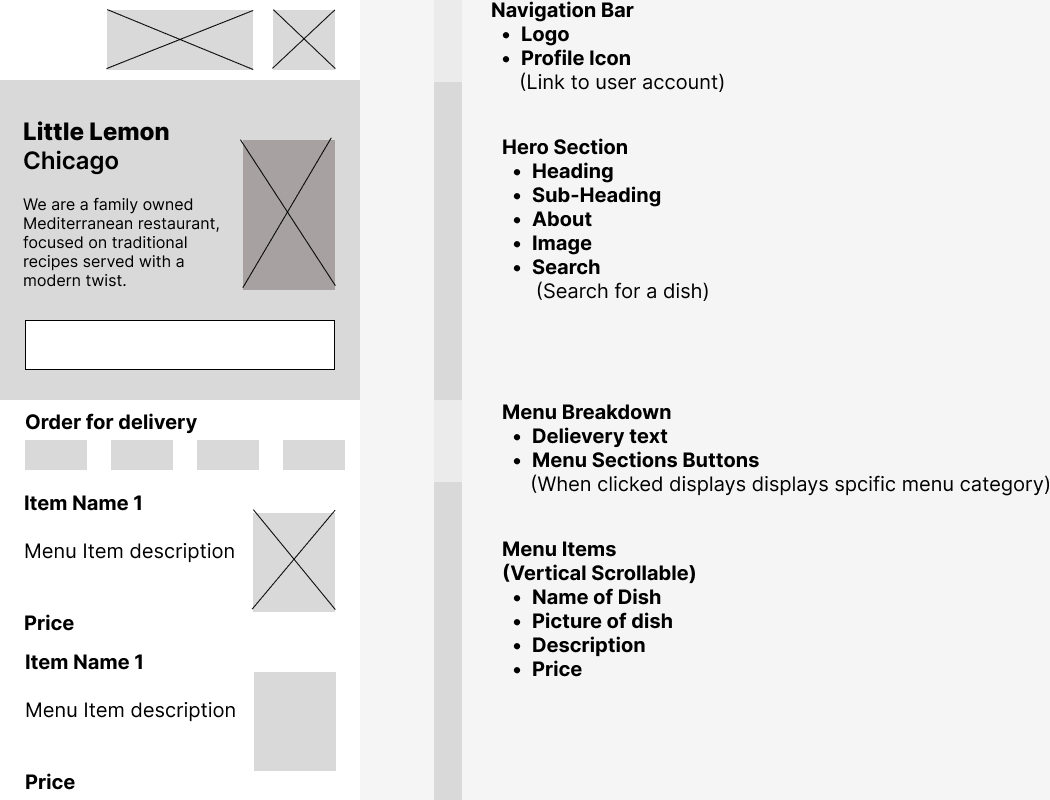 Little Lemon
Chicago
We are a family owned
Mediterranean restaurant,
focused on traditional
recipes served with a
modern twist.
Order for delivery
Item Name 1
Menu Item description
Price
Item Name 1
Menu Item description
Price
Navigation Bar
• Logo
• Profile Icon
(Link to user account)
Hero Section
• Heading
• Sub-Heading
• About
• Image
• Search
(Search for a dish)
Menu Breakdown
• Delievery text
• Menu Sections Buttons
(When clicked displays displays spcific menu category)
Menu Items
(Vertical Scrollable)
• Name of Dish
• Picture of dish
• Description
• Price